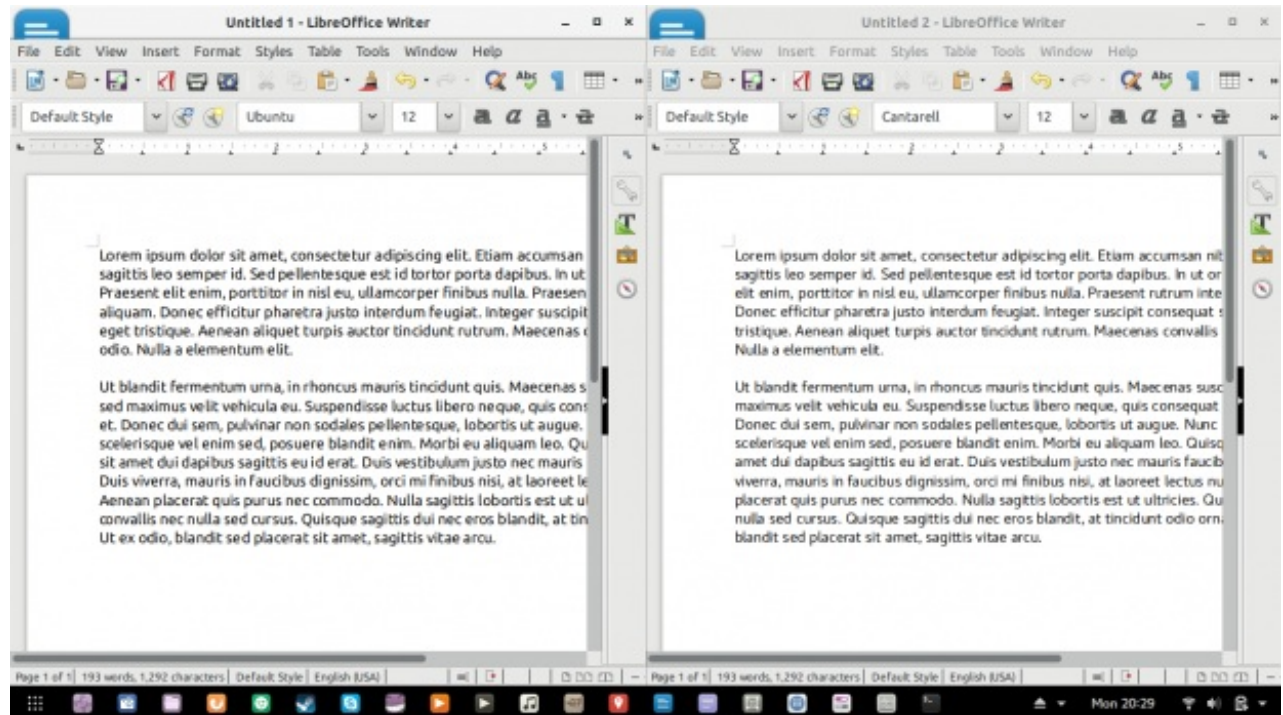 Untitled 1 - LibreOffice Writer
File Edit View Insert Format Styles Table Tools Window Help
Default Style Ubuntu 12 a a a a
Lorem ipsum dolor sit amet, consectetur adipiscing elit. Etiam accumsan
sagittis leo semper id. Sed pellentesque est id tortor porta dapibus. In ut
Praesent elit enim, porttitor in nisl eu, ullamcorper finibus nulla. Praesen
aliquam. Donec efficitur pharetra justo interdum feugiat. Integer suscipit
eget tristique. Aenean aliquet turpis auctor tincidunt rutrum. Maecenas
odio. Nulla a elementum elit.
Ut blandit fermentum urna, in rhoncus mauris tincidunt quis. Maecenas s
sed maximus velit vehicula eu. Suspendisse luctus libero neque, quis cons
et. Donec dui sem, pulvinar non sodales pellentesque, lobortis ut augue.
scelerisque vel enim sed, posuere blandit enim. Morbi eu aliquam leo. Qu
sit amet dui dapibus sagittis eu id erat. Duis vestibulum justo nec mauris
Duis viverra, mauris in faucibus dignissim, orci mi finibus nisi, at laoreet le
Aenean placerat quis purus nec commodo. Nulla sagittis lobortis est ut ul
convallis nec nulla sed cursus. Quisque sagittis dui nec eros blandit, at tin
Ut ex odio, blandit sed placerat sit amet, sagittis vitae arcu.
Page 1 of 1 193 words, 1,292 characters Default Style English (USA)
Untitled 2 - LibreOffice Writer
File Edit View Insert Format Styles Table Tools Window Help
Default Style Cantarell 12 a a a a
Lorem ipsum dolor sit amet, consectetur adipiscing elit. Etiam accumsan nit
sagittis leo semper id. Sed pellentesque est id tortor porta dapibus. In ut or
elit enim, porttitor in nisl eu, ullamcorper finibus nulla. Praesent rutrum inte
Donec efficitur pharetra justo interdum feugiat. Integer suscipit consequat s
tristique. Aenean aliquet turpis auctor tincidunt rutrum. Maecenas convallis
Nulla a elementum elit.
Ut blandit fermentum urna, in rhoncus mauris tincidunt quis. Maecenas susc
maximus velit vehicula eu. Suspendisse luctus libero neque, quis consequat
Donec dui sem, pulvinar non sodales pellentesque, lobortis ut augue. Nunc
scelerisque vel enim sed, posuere blandit enim. Morbi eu aliquam leo. Quisq
amet dui dapibus sagittis eu id erat. Duis vestibulum justo nec mauris faucib
viverra, mauris in faucibus dignissim, orci mi finibus nisi, at laoreet lectus nu
placerat quis purus nec commodo. Nulla sagittis lobortis est ut ultricies. Qu
nulla sed cursus. Quisque sagittis dui nec eros blandit, at tincidunt odio orn
blandit sed placerat sit amet, sagittis vitae arcu.
Page 1 of 1 193 words, 1,292 characters Default Style English (USA)
Mon 20:29